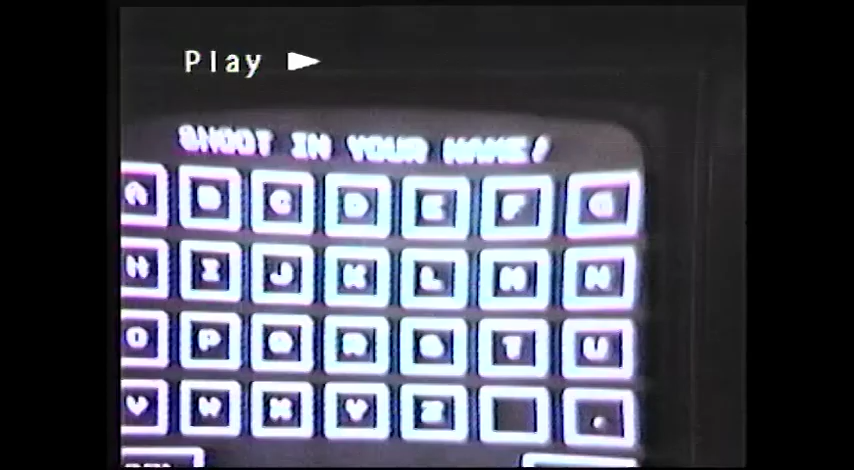 Play ►
SHOOT IN YOUR NAME!
A B C D E F G
H I J K L M N
O P Q R S T U
V W X Y Z .